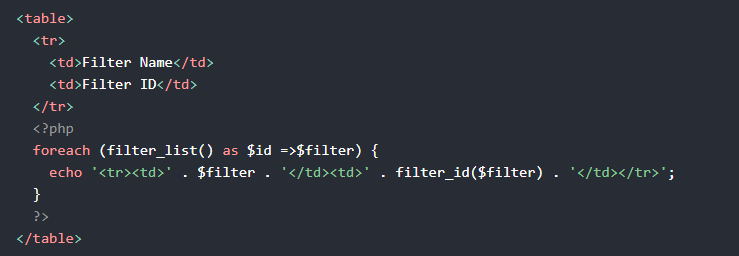 <table>
<tr>
<td>Filter Name</td>
<td>Filter ID</td>
</tr>
<?php
foreach (filter_list() as $id =>$filter) {
echo '<tr><td>' . $filter . '</td><td>' . filter_id($filter) . '</td></tr>';
}
?>
</table>